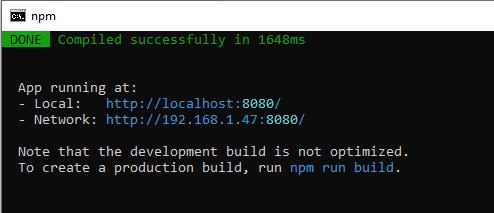 npm
DONE Compiled successfully in 1648ms
App running at:
- Local: http://localhost:8080/
- Network: http://192.168.1.47:8080/
Note that the development build is not optimized.
To create a production build, run npm run build.